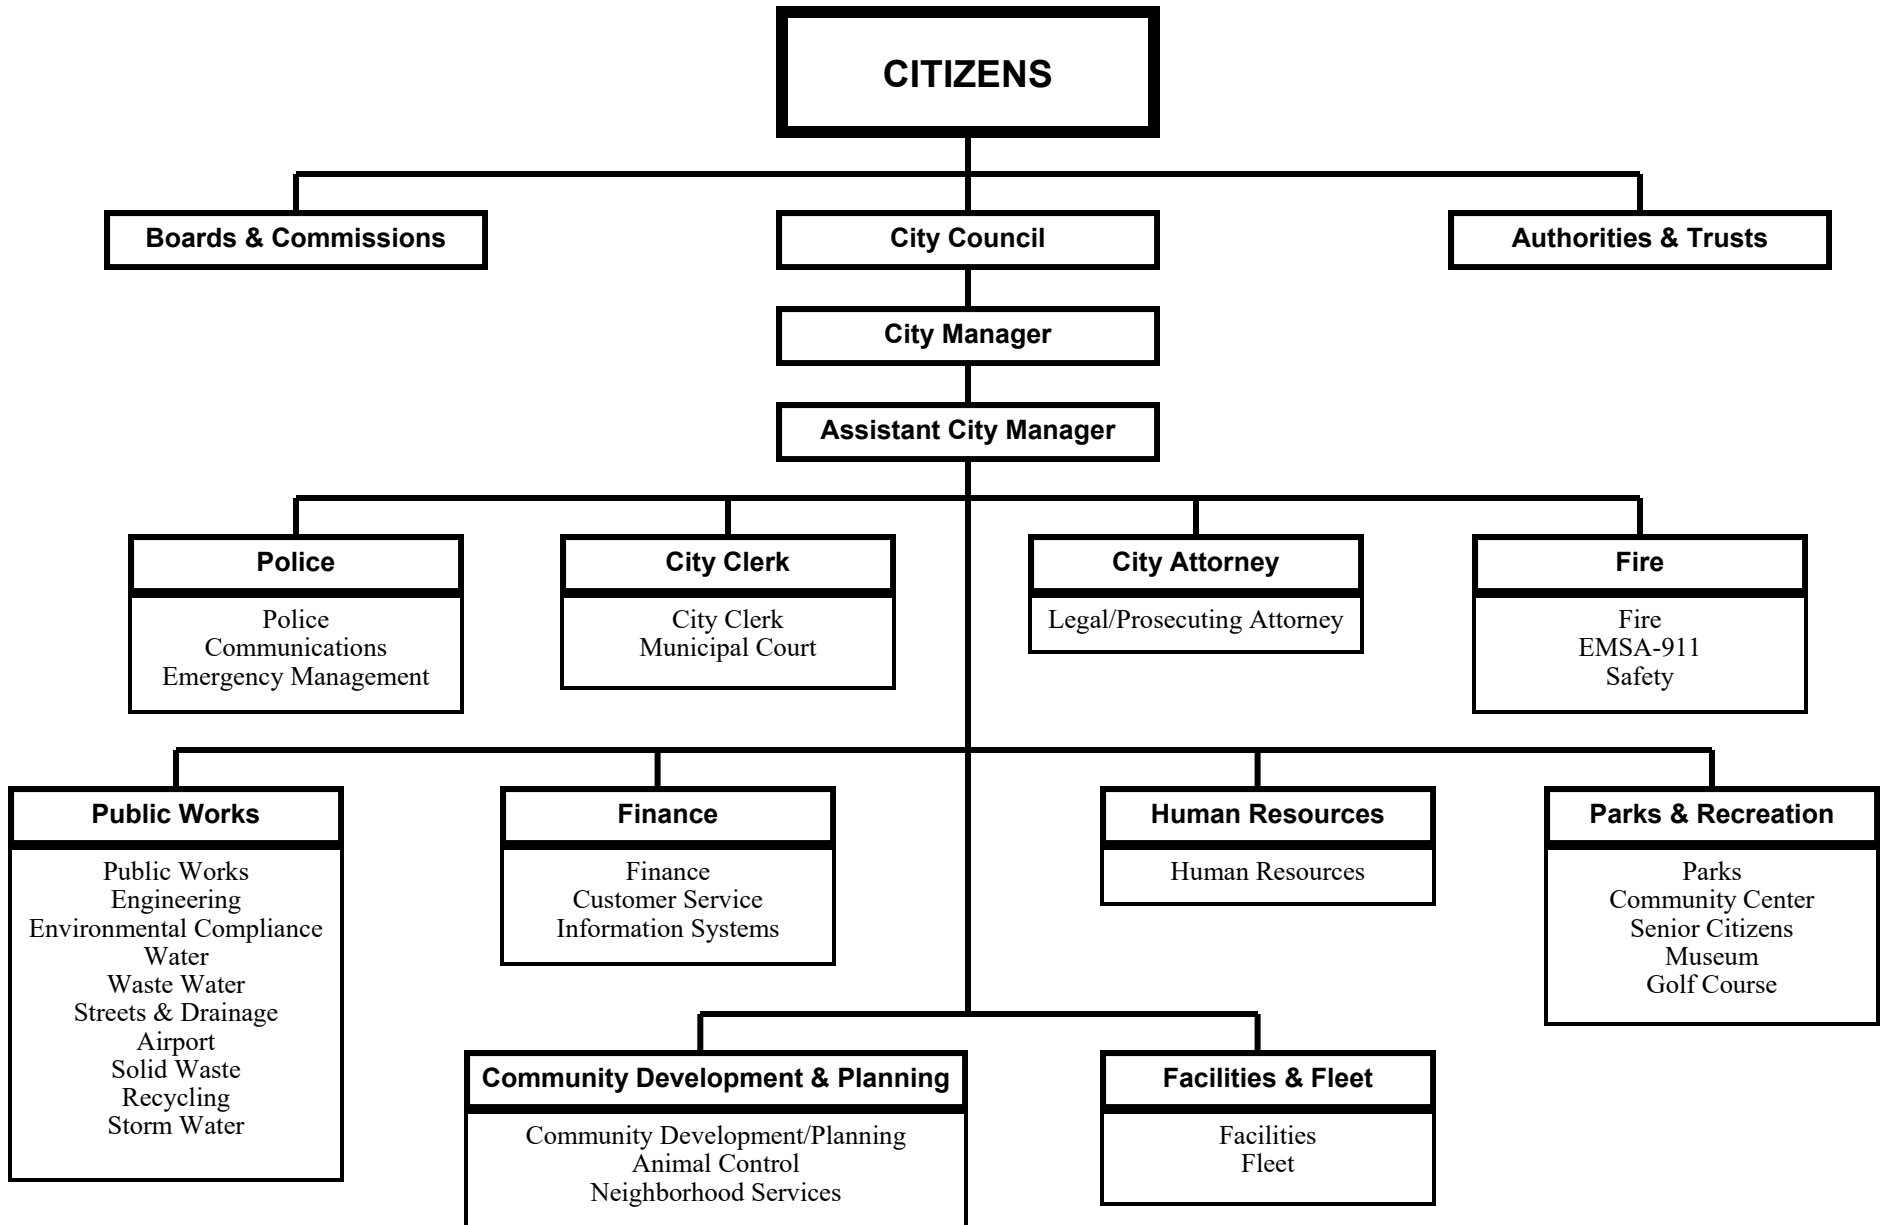 CITIZENS
Boards & Commissions
City Council
Authorities & Trusts
City Manager
Assistant City Manager
Police
Police
Communications
Emergency Management
City Clerk
City Clerk
Municipal Court
City Attorney
Legal/Prosecuting Attorney
Fire
Fire
EMSA-911
Safety
Public Works
Public Works
Engineering
Environmental Compliance
Water
Waste Water
Streets & Drainage
Airport
Solid Waste
Recycling
Storm Water
Finance
Finance
Customer Service
Information Systems
Human Resources
Human Resources
Parks & Recreation
Parks
Community Center
Senior Citizens
Museum
Golf Course
Community Development & Planning
Community Development/Planning
Animal Control
Neighborhood Services
Facilities & Fleet
Facilities
Fleet